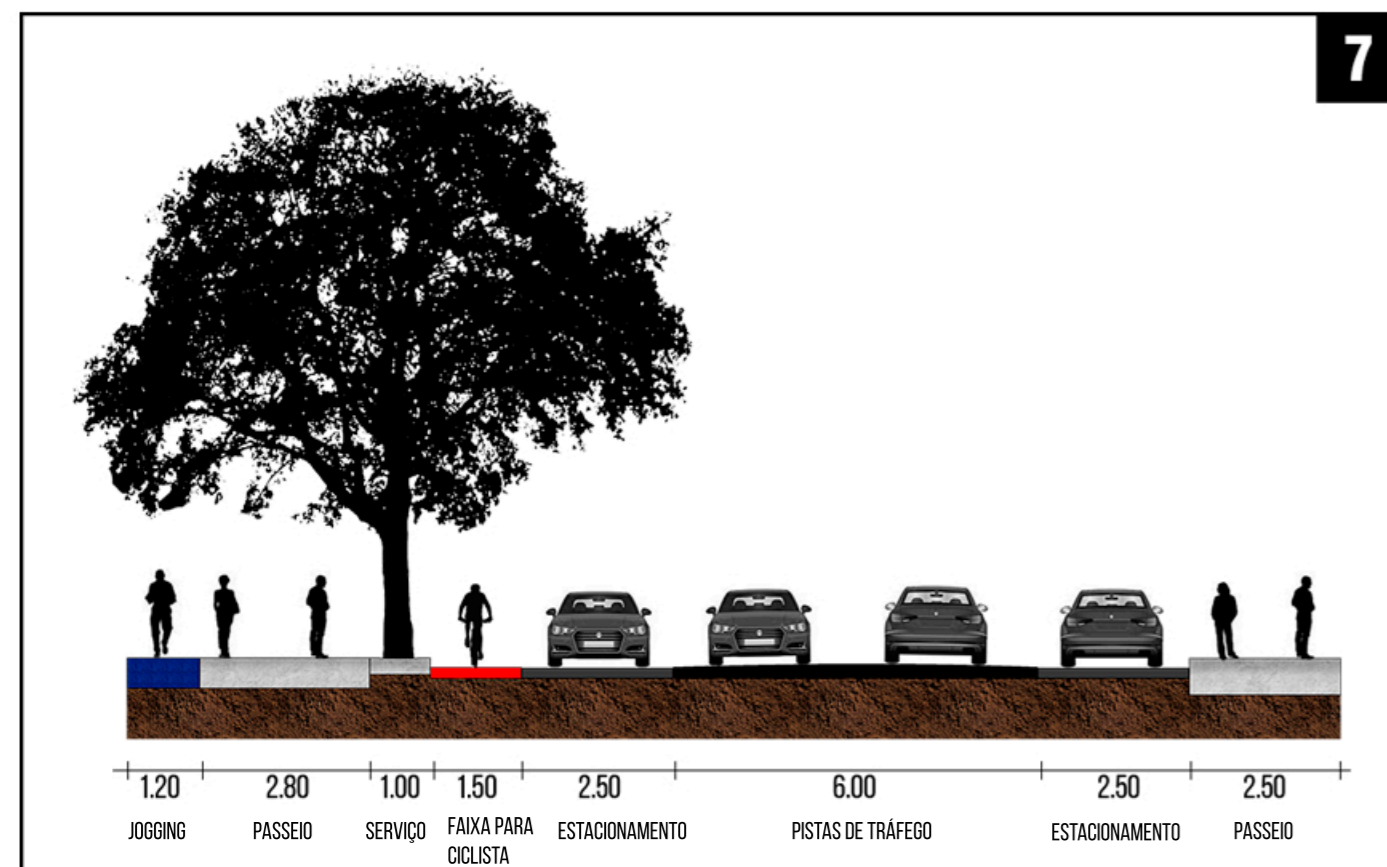 7
1.20 2.80 1.00 1.50 2.50 6.00 2.50 2.50
JOGGING PASSEIO SERVIÇO FAIXA PARA CICLISTA ESTACIONAMENTO PISTAS DE TRÁFEGO ESTACIONAMENTO PASSEIO